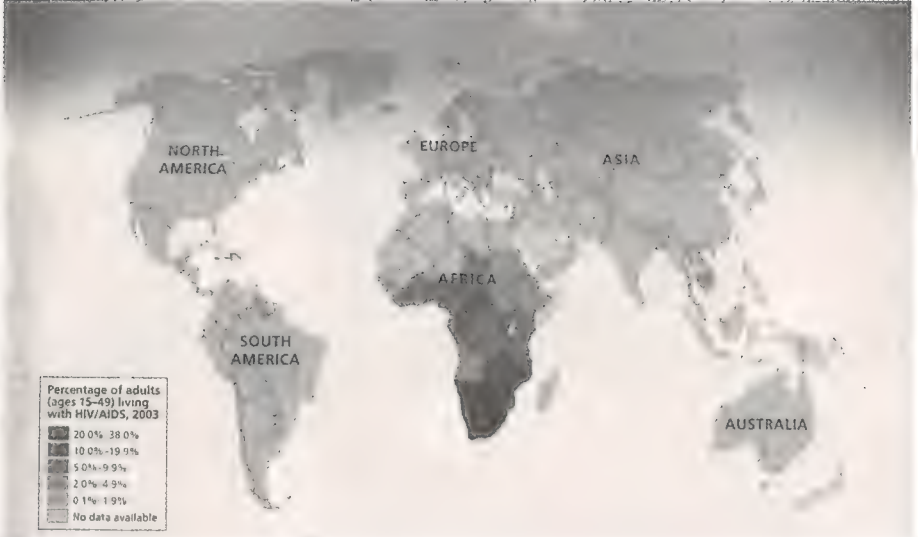 NORTH
AMERICA
EUROPE
ASIA
AFRICA
SOUTH
AMERICA
AUSTRALIA
Percentage of adults
(ages 15–49) living
with HIV/AIDS, 2003
20.0%–38.0%
10.0%–19.9%
5.0%–9.9%
2.0%–4.9%
0.1%–1.9%
No data available